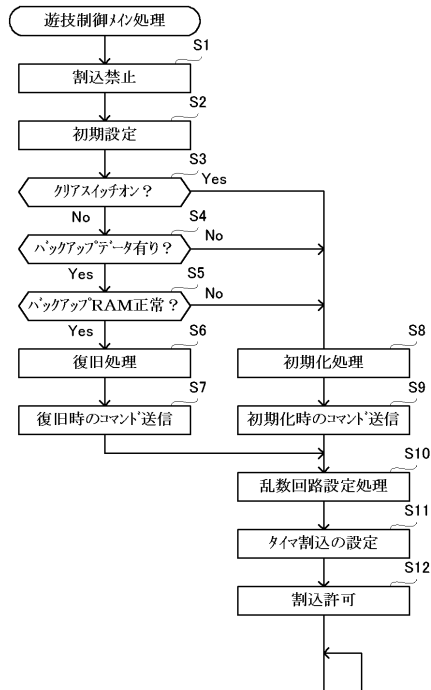 遊技制御ﾒｲﾝ処理
S1
割込禁止
S2
初期設定
S3
ｸﾘｱｽｲｯﾁオン？
Yes
No
S4
ﾊﾞｯｸｱｯﾌﾟﾃﾞｰﾀ有り？
No
Yes
S5
ﾊﾞｯｸｱｯﾌﾟRAM正常？
No
Yes
S6
復旧処理
S8
初期化処理
S7
復旧時のｺﾏﾝﾄﾞ送信
S9
初期化時のｺﾏﾝﾄﾞ送信
S10
乱数回路設定処理
S11
ﾀｲﾏ割込の設定
S12
割込許可